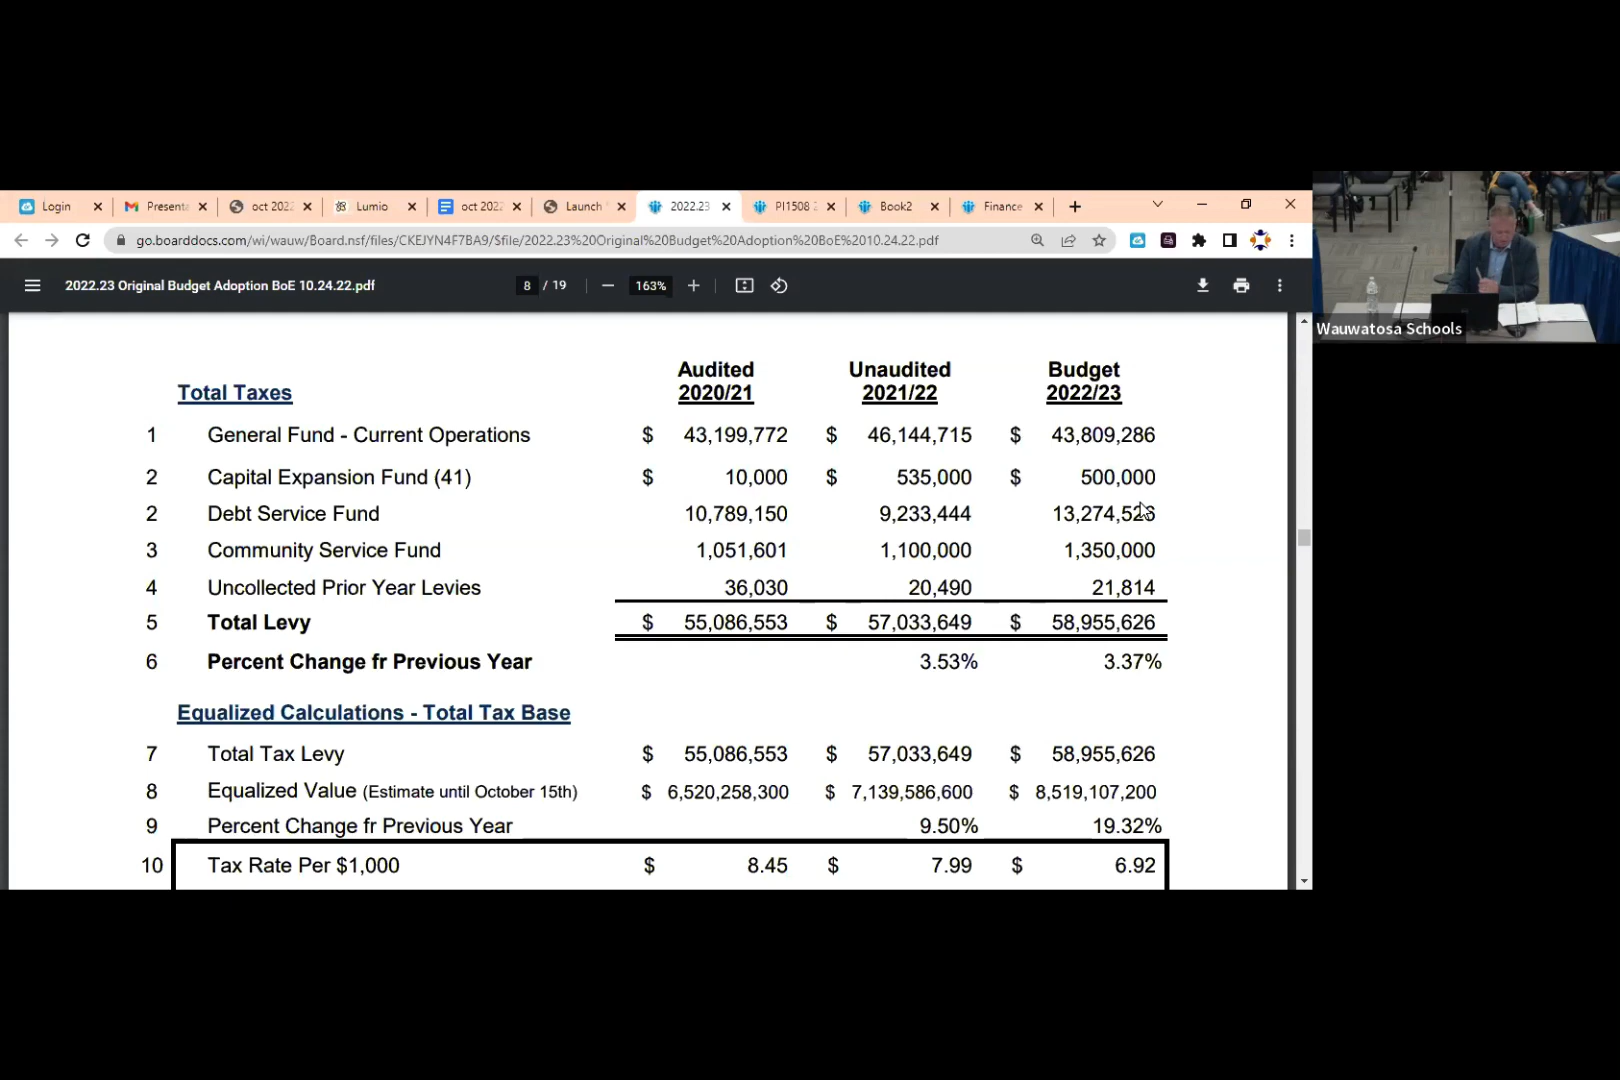 Login
Present
oct 202
Lumio
oct 202
Launch
2022.23
PI1508 2
Book2
Finance
go.boarddocs.com/wi/wauw/Board.nsf/files/CKEJYN4F7BA9/$file/2022.23%20Original%20Budget%20Adoption%20BoE%2010.24.22.pdf
2022.23 Original Budget Adoption BoE 10.24.22.pdf 8 / 19 163%
Wauwatosa Schools
Audited Unaudited Budget
Total Taxes 2020/21 2021/22 2022/23
1 General Fund - Current Operations $ 43,199,772 $ 46,144,715 $ 43,809,286
2 Capital Expansion Fund (41) $ 10,000 $ 535,000 $ 500,000
2 Debt Service Fund 10,789,150 9,233,444 13,274,526
3 Community Service Fund 1,051,601 1,100,000 1,350,000
4 Uncollected Prior Year Levies 36,030 20,490 21,814
5 Total Levy $ 55,086,553 $ 57,033,649 $ 58,955,626
6 Percent Change fr Previous Year 3.53% 3.37%
Equalized Calculations - Total Tax Base
7 Total Tax Levy $ 55,086,553 $ 57,033,649 $ 58,955,626
8 Equalized Value (Estimate until October 15th) $ 6,520,258,300 $ 7,139,586,600 $ 8,519,107,200
9 Percent Change fr Previous Year 9.50% 19.32%
10 Tax Rate Per $1,000 $ 8.45 $ 7.99 $ 6.92